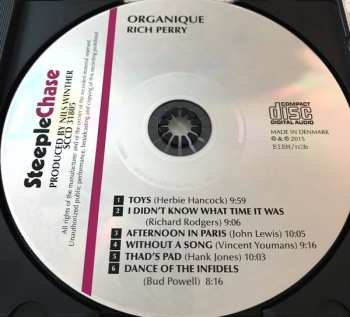 ORGANIQUE
RICH PERRY
SteepleChase
PRODUCED BY NILS WINTHER
SCCD 31805
All rights of the manufacturer and of the owner of the recorded material reserved.
Unauthorized public performance, broadcasting and copying of this recording prohibited
COMPACT
disc
DIGITAL AUDIO
MADE IN DENMARK
℗ & © 2015
1 TOYS (Herbie Hancock) 9:59
2 I DIDN'T KNOW WHAT TIME IT WAS
(Richard Rodgers) 9:06
3 AFTERNOON IN PARIS (John Lewis) 10:05
4 WITHOUT A SONG (Vincent Youmans) 9:16
5 THAD'S PAD (Hank Jones) 10:03
6 DANCE OF THE INFIDELS
(Bud Powell) 8:16